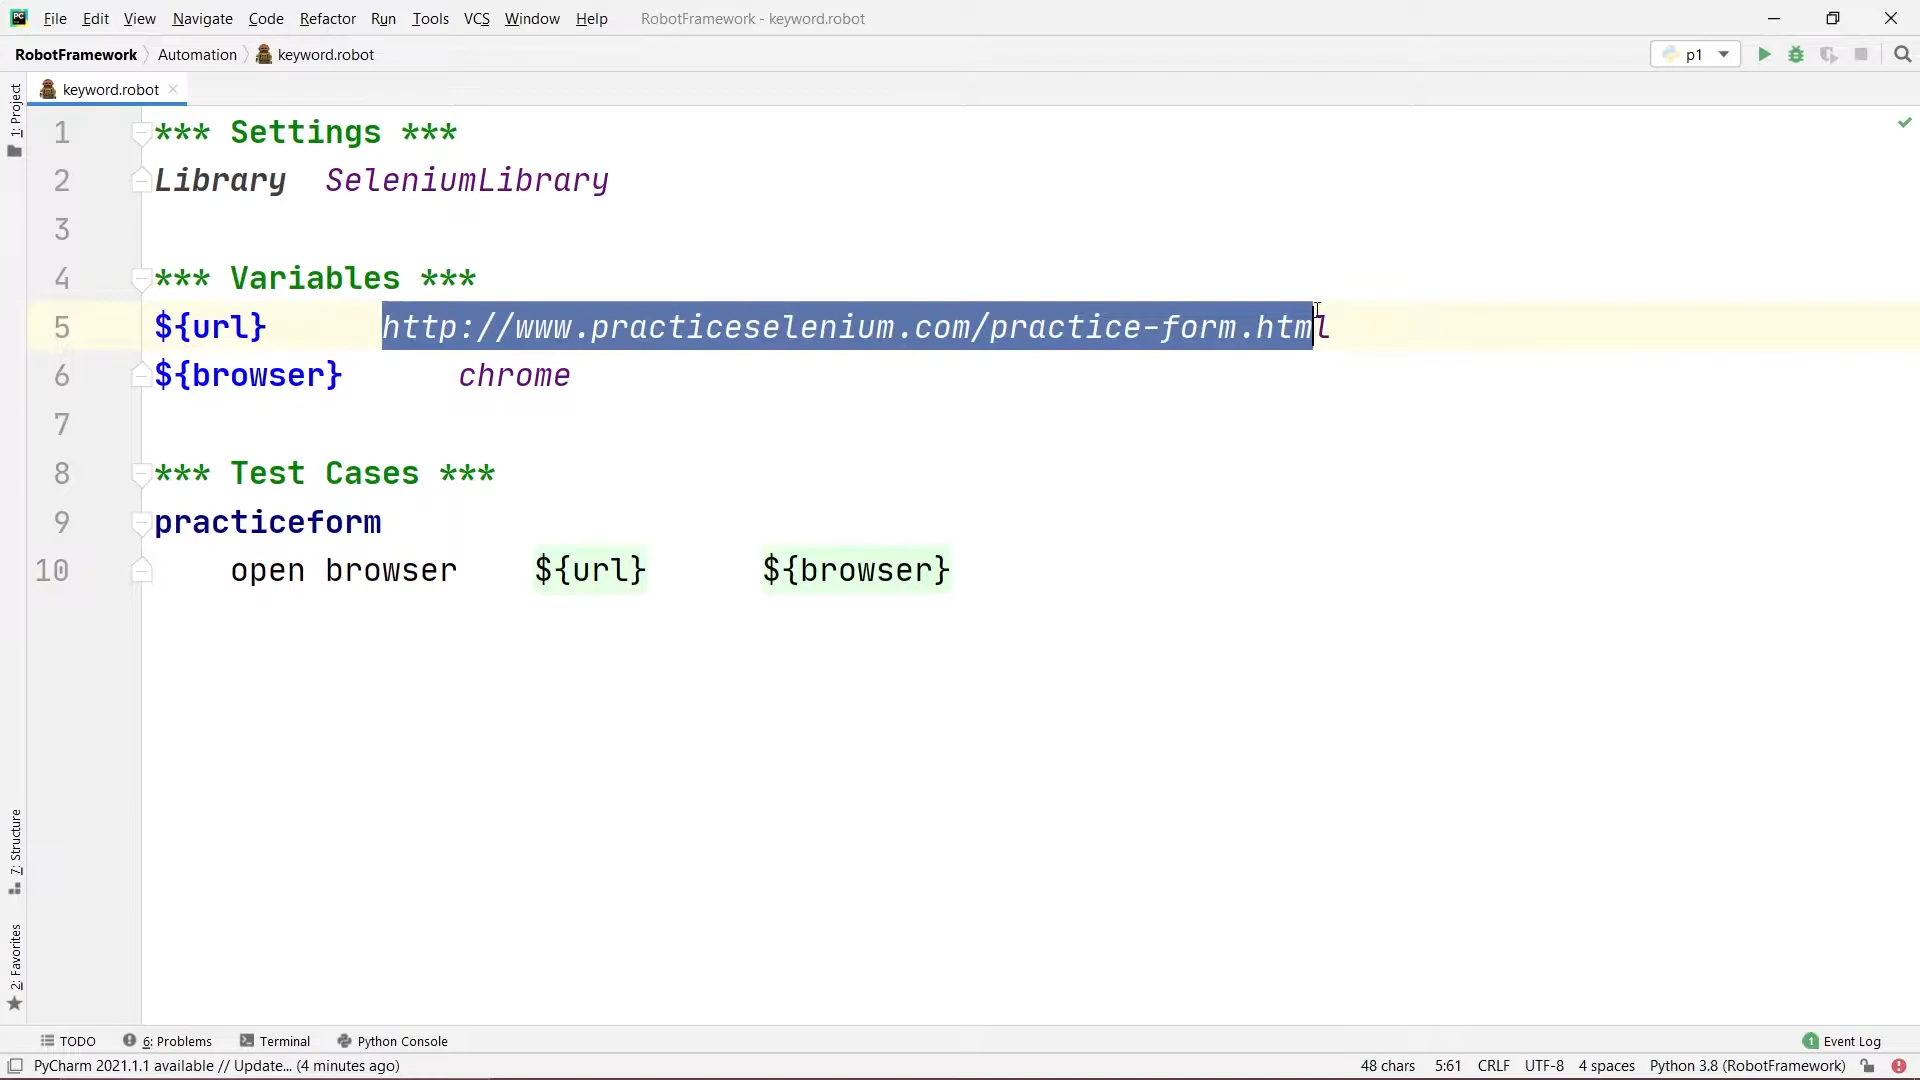 PC File Edit View Navigate Code Refactor Run Tools VCS Window Help RobotFramework - keyword.robot
RobotFramework Automation keyword.robot p1
keyword.robot
1: Project
1 *** Settings ***
2 Library SeleniumLibrary
3
4 *** Variables ***
5 ${url} http://www.practiceselenium.com/practice-form.html
6 ${browser} chrome
7
8 *** Test Cases ***
9 practiceform
10 open browser ${url} ${browser}
7: Structure
2: Favorites
TODO 6: Problems Terminal Python Console 1 Event Log
PyCharm 2021.1.1 available // Update... (4 minutes ago) 48 chars 5:61 CRLF UTF-8 4 spaces Python 3.8 (RobotFramework)